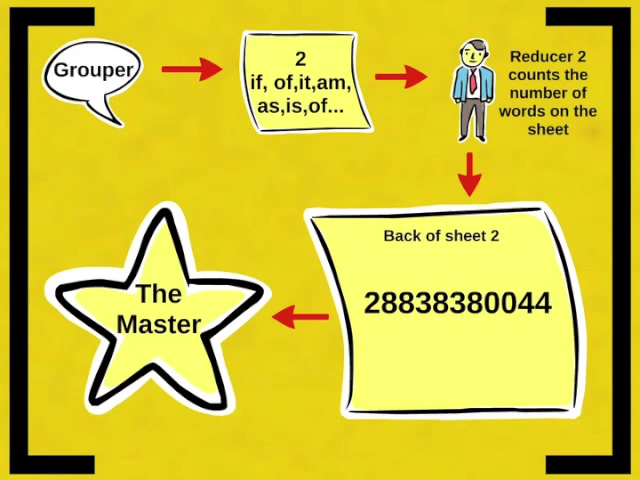 Grouper
2
if, of,it,am,
as,is,of...
Reducer 2
counts the
number of
words on the
sheet
Back of sheet 2
28838380044
The
Master